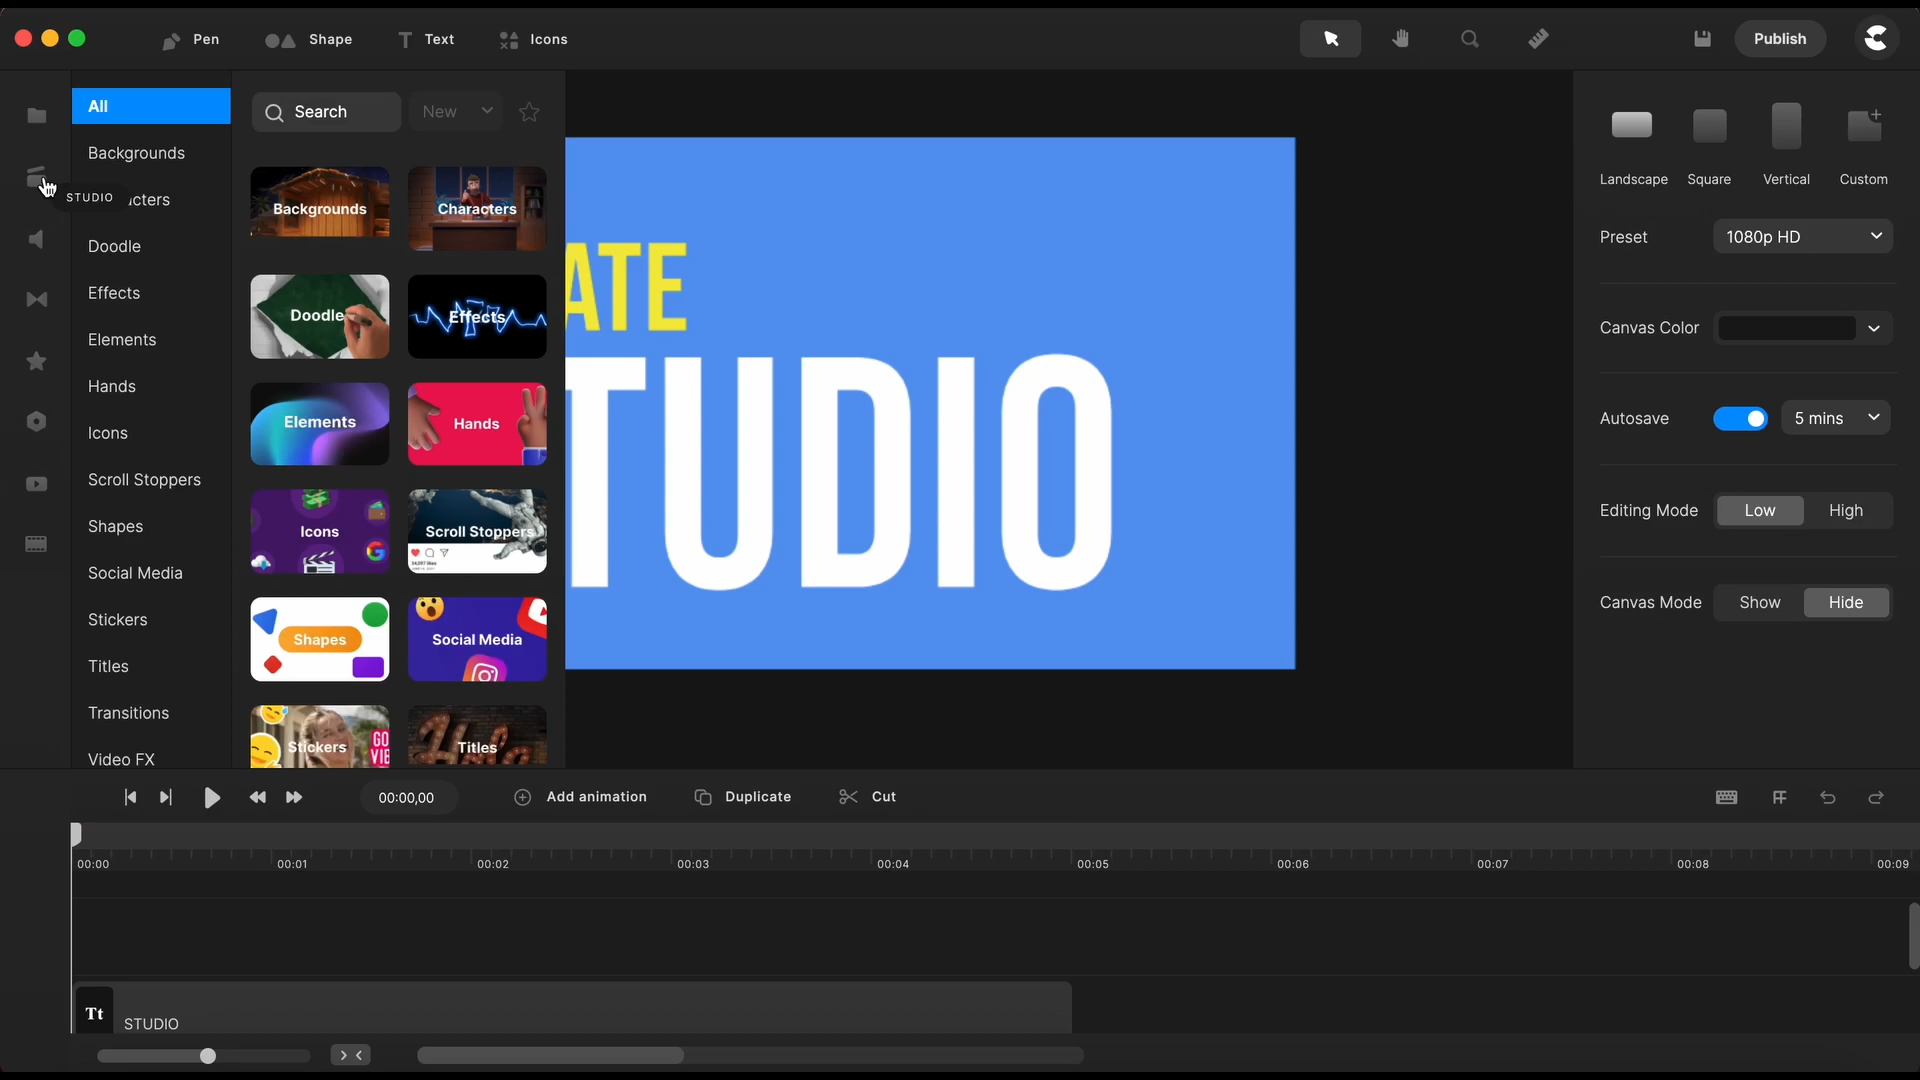 Pen
Shape
Text
Icons
Publish
All
Backgrounds
STUDIO
cters
Doodle
Effects
Elements
Hands
Icons
Scroll Stoppers
Shapes
Social Media
Stickers
Titles
Transitions
Video FX
Search
New
Backgrounds
Characters
Doodle
Effects
Elements
Hands
Icons
Scroll Stoppers
Shapes
Social Media
Stickers
GO
VIB
Titles
ATE
TUDIO
Landscape
Square
Vertical
Custom
Preset
1080p HD
Canvas Color
Autosave
5 mins
Editing Mode
Low
High
Canvas Mode
Show
Hide
00:00,00
Add animation
Duplicate
Cut
00:00
00:01
00:02
00:03
00:04
00:05
00:06
00:07
00:08
00:09
Tt
STUDIO